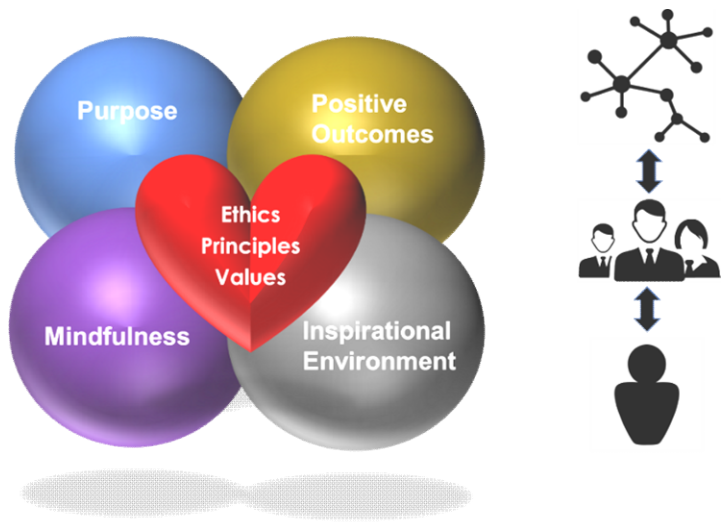 Purpose
Positive
Outcomes
Ethics
Principles
Values
Mindfulness
Inspirational
Environment